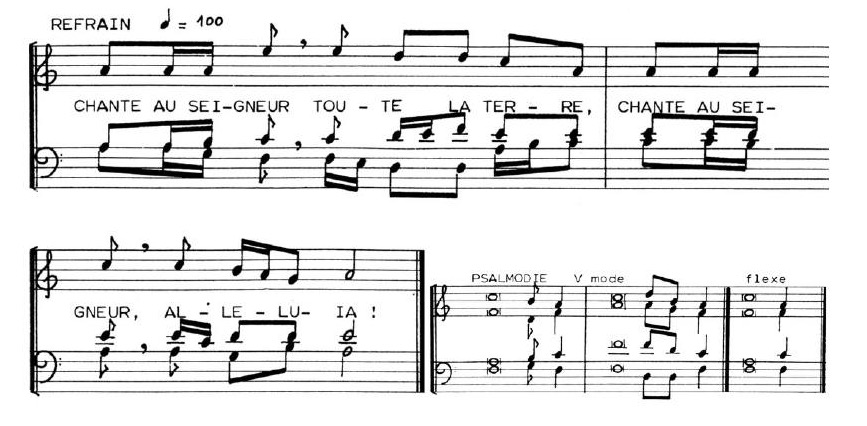 REFRAIN ♩ = 100
CHANTE AU SEI-GNEUR TOU - TE LA TER - RE, CHANTE AU SEI-
GNEUR, AL - LE - LU- IA !
PSALMODIE V mode flexe